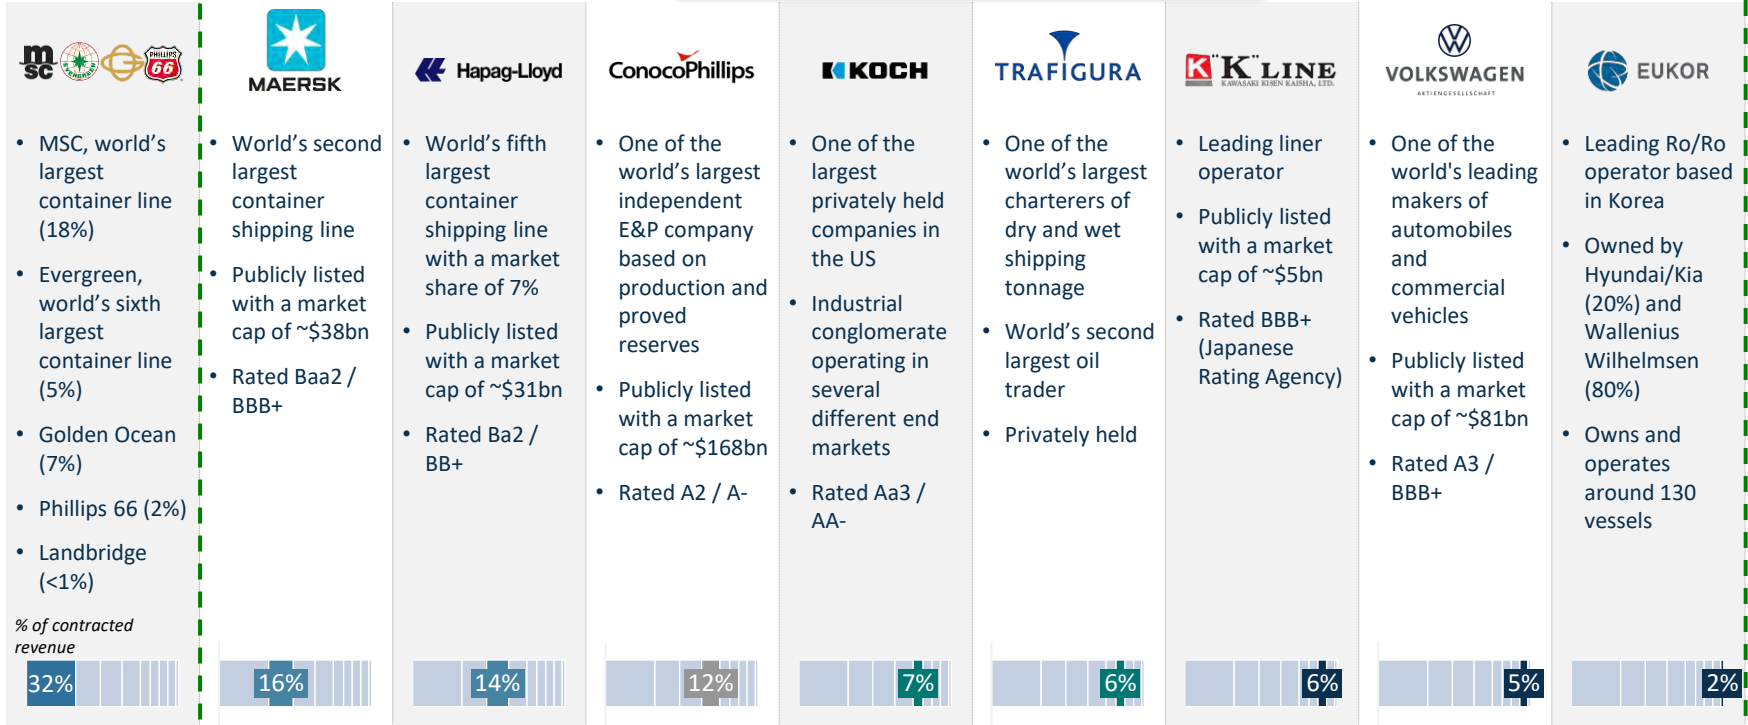 msc EVERGREEN PHILLIPS 66
• MSC, world’s
largest
container line
(18%)
• Evergreen,
world’s sixth
largest
container line
(5%)
• Golden Ocean
(7%)
• Phillips 66 (2%)
• Landbridge
(<1%)
% of contracted
revenue
32%
MAERSK
• World’s second
largest
container
shipping line
• Publicly listed
with a market
cap of ~$38bn
• Rated Baa2 /
BBB+
16%
Hapag-Lloyd
• World’s fifth
largest
container
shipping line
with a market
share of 7%
• Publicly listed
with a market
cap of ~$31bn
• Rated Ba2 /
BB+
14%
ConocoPhillips
• One of the
world’s largest
independent
E&P company
based on
production and
proved
reserves
• Publicly listed
with a market
cap of ~$168bn
• Rated A2 / A-
12%
KOCH
• One of the
largest
privately held
companies in
the US
• Industrial
conglomerate
operating in
several
different end
markets
• Rated Aa3 /
AA-
7%
TRAFIGURA
• One of the
world’s largest
charterers of
dry and wet
shipping
tonnage
• World’s second
largest oil
trader
• Privately held
6%
K "K" LINE
KAWASAKI KISEN KAISHA, LTD.
• Leading liner
operator
• Publicly listed
with a market
cap of ~$5bn
• Rated BBB+
(Japanese
Rating Agency)
6%
VOLKSWAGEN
AKTIENGESELLSCHAFT
• One of the
world's leading
makers of
automobiles
and
commercial
vehicles
• Publicly listed
with a market
cap of ~$81bn
• Rated A3 /
BBB+
5%
EUKOR
• Leading Ro/Ro
operator based
in Korea
• Owned by
Hyundai/Kia
(20%) and
Wallenius
Wilhelmsen
(80%)
• Owns and
operates
around 130
vessels
2%